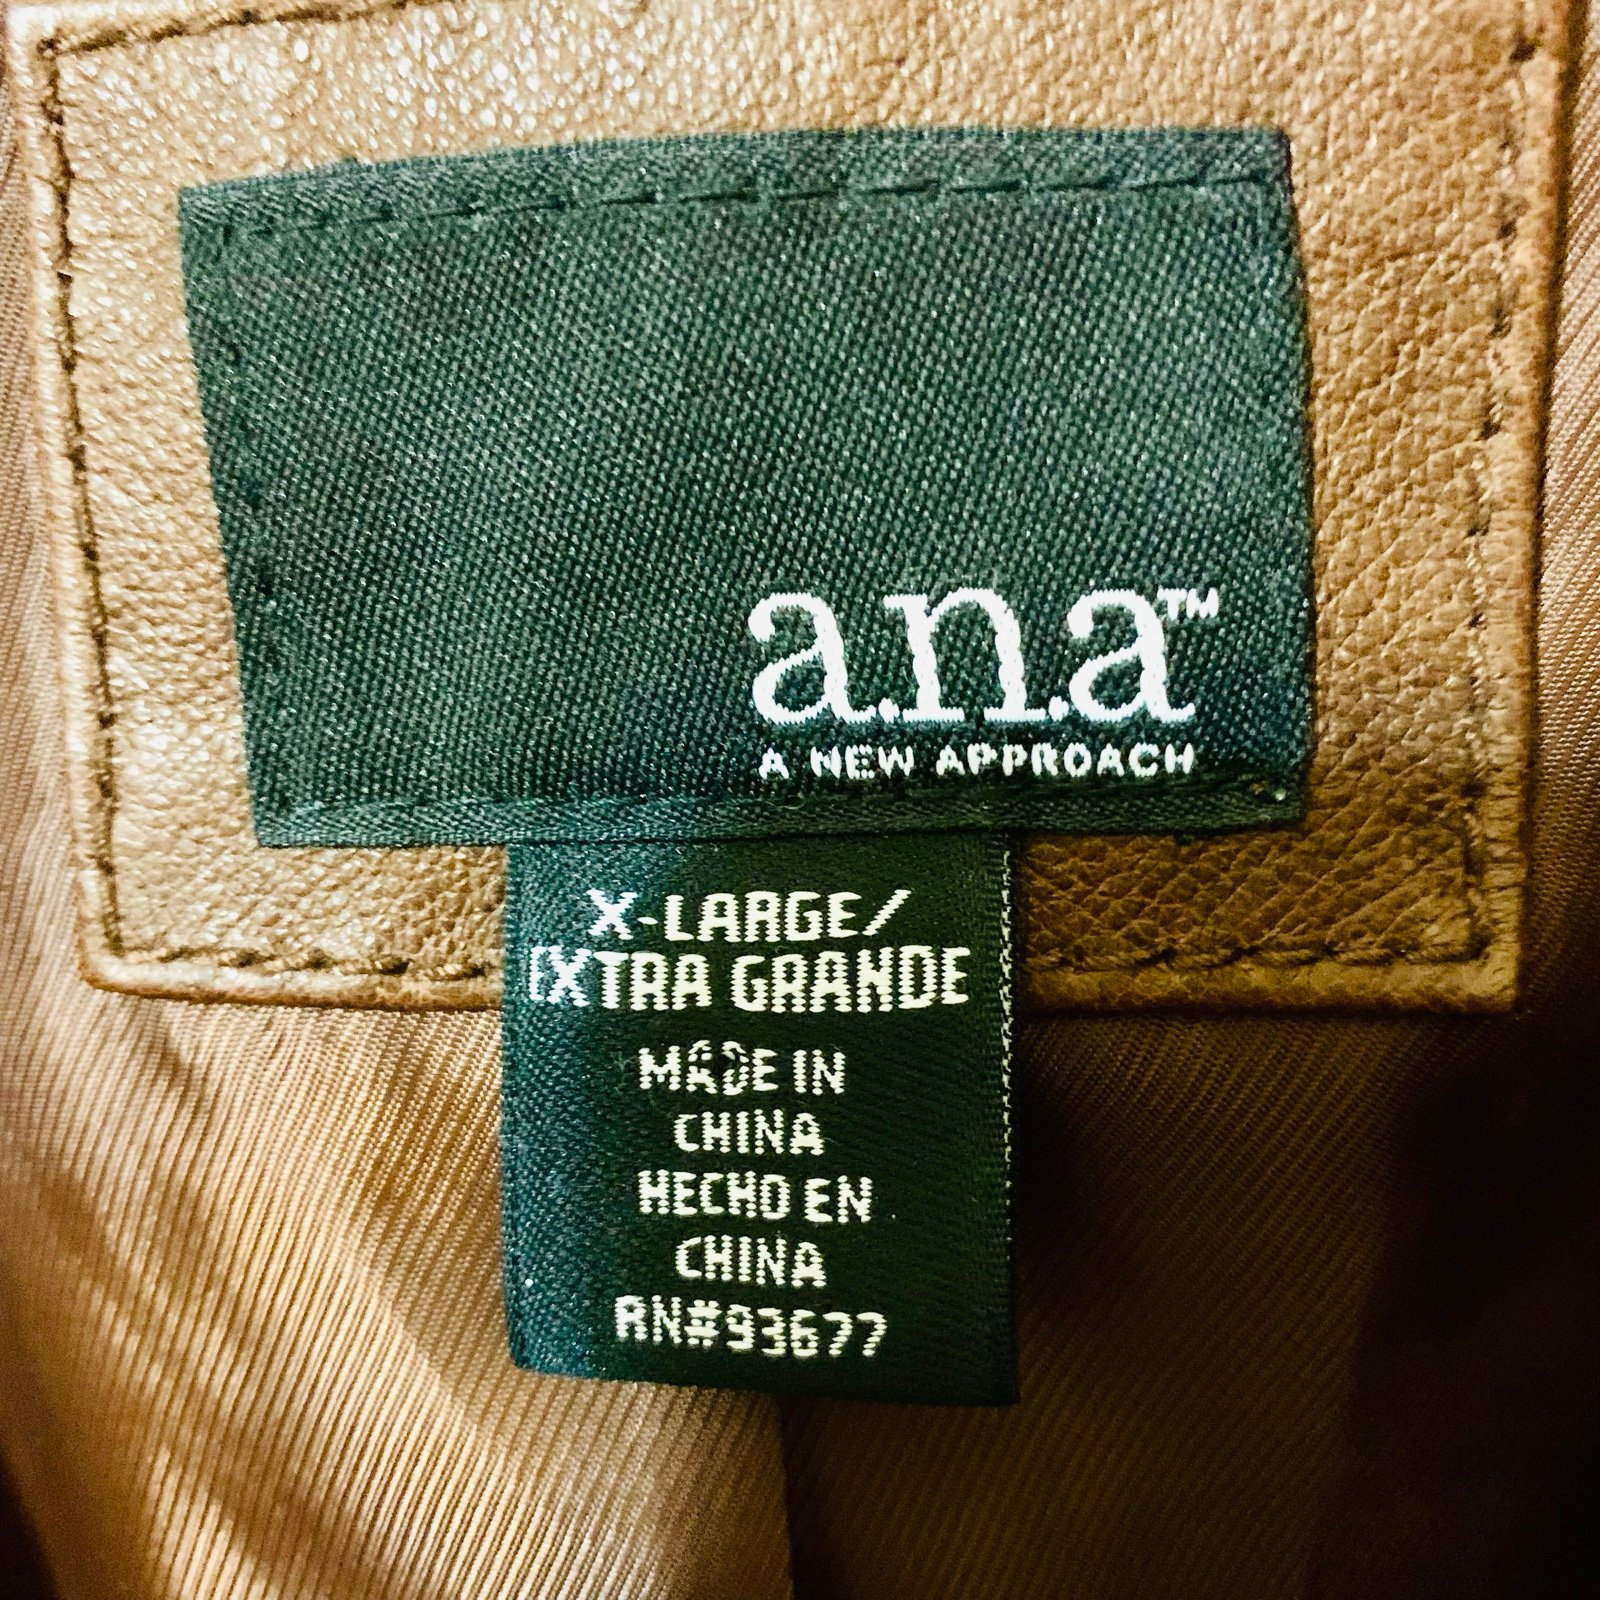 a.n.a™
A NEW APPROACH
X-LARGE/
EXTRA GRANDE
MADE IN
CHINA
HECHO EN
CHINA
RN#93677